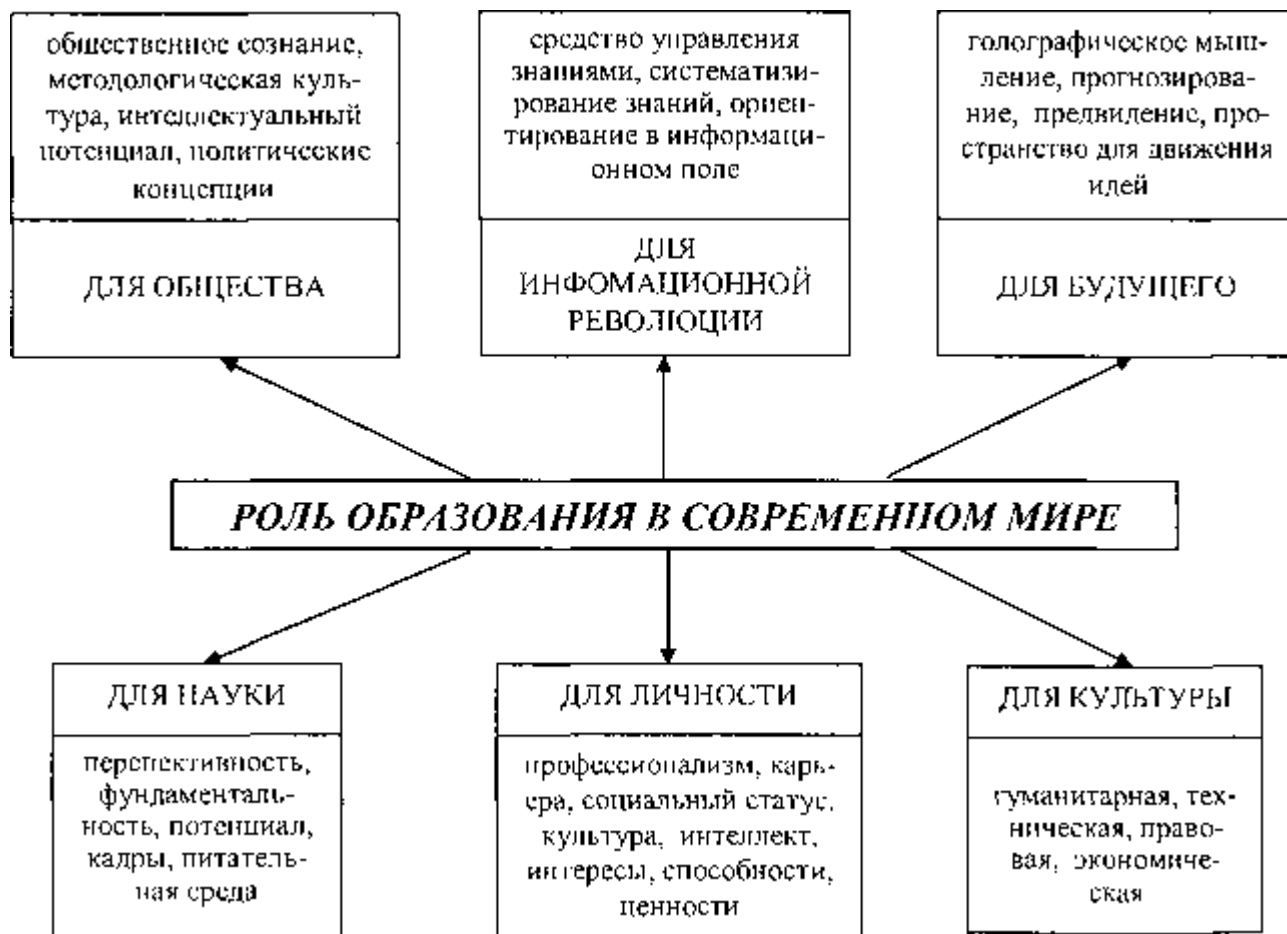 общественное сознание,
методологическая куль-
тура, интеллектуальный
потенциал, политические
концепции
ДЛЯ ОБЩЕСТВА
средство управления
знаниями, систематизи-
рование знаний, ориен-
тирование в информаци-
онном поле
ДЛЯ
ИНФОМАЦИОННОЙ
РЕВОЛЮЦИИ
голографическое мыш-
ление, прогнозирова-
ние, предвидение, про-
странство для движения
идей
ДЛЯ БУДУЩЕГО
РОЛЬ ОБРАЗОВАНИЯ В СОВРЕМЕННОМ МИРЕ
ДЛЯ НАУКИ
перспективность,
фундаменталь-
ность, потенциал,
кадры, питатель-
ная среда
ДЛЯ ЛИЧНОСТИ
профессионализм, карь-
ера, социальный статус,
культура, интеллект,
интересы, способности,
ценности
ДЛЯ КУЛЬТУРЫ
гуманитарная, тех-
ническая, право-
вая, экономиче-
ская